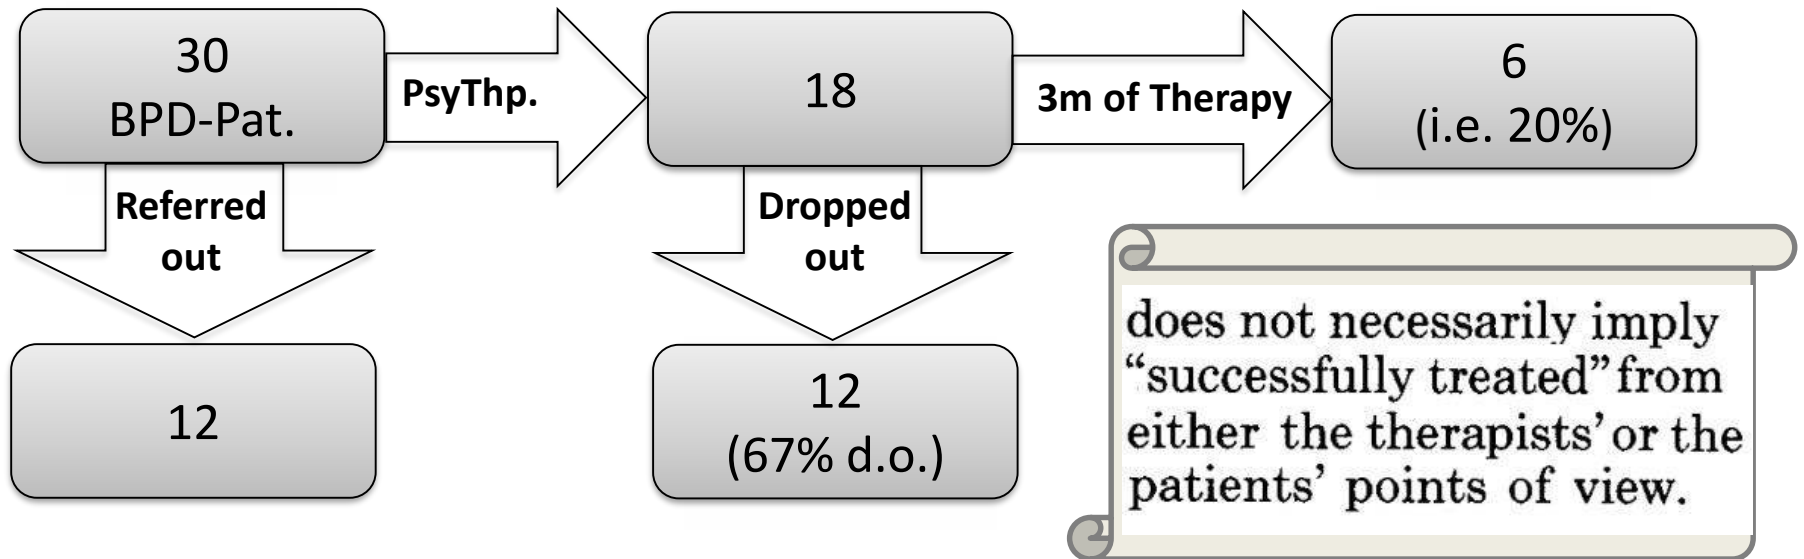 30
BPD-Pat.
PsyThp.
18
3m of Therapy
6
(i.e. 20%)
Referred
out
Dropped
out
12
12
(67% d.o.)
does not necessarily imply
“successfully treated” from
either the therapists’ or the
patients’ points of view.